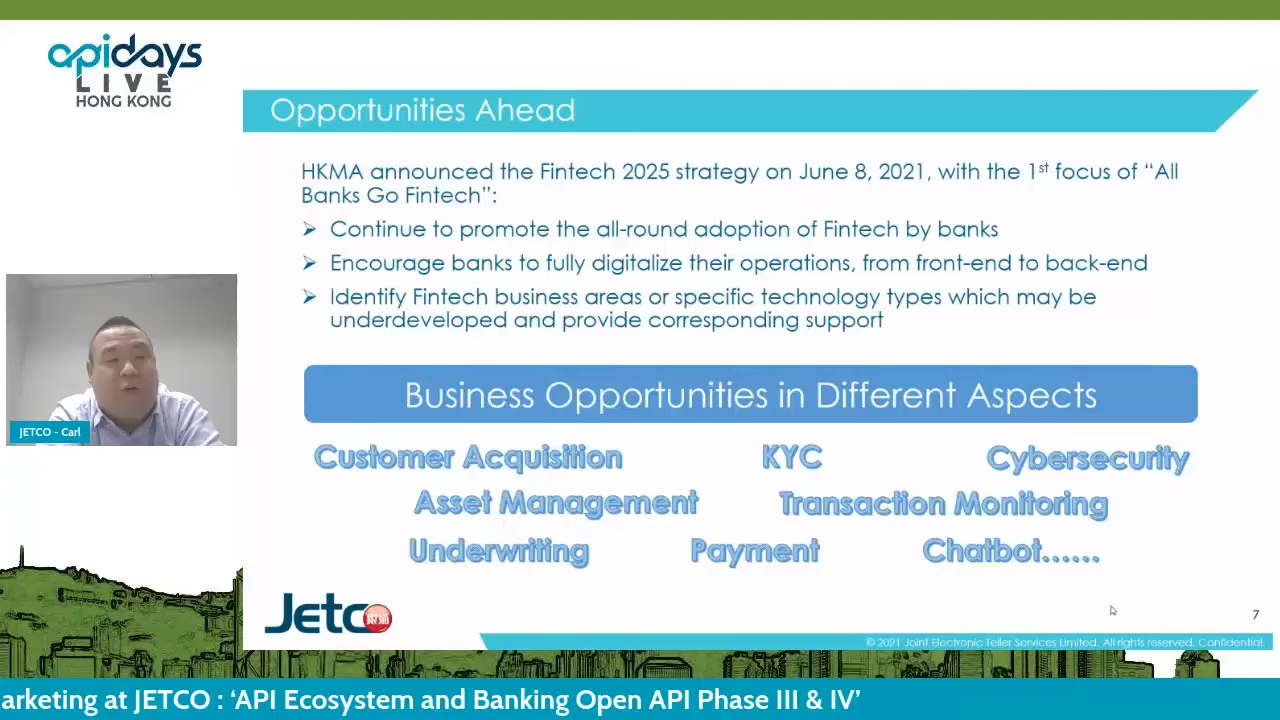 apidays
LIVE
HONG KONG
Opportunities Ahead
HKMA announced the Fintech 2025 strategy on June 8, 2021, with the 1st focus of “All
Banks Go Fintech”:
Continue to promote the all-round adoption of Fintech by banks
Encourage banks to fully digitalize their operations, from front-end to back-end
Identify Fintech business areas or specific technology types which may be
underdeveloped and provide corresponding support
JETCO - Carl
Business Opportunities in Different Aspects
Customer Acquisition KYC Cybersecurity
Asset Management Transaction Monitoring
Underwriting Payment Chatbot......
Jetco 銀通
7
© 2021 Joint Electronic Teller Services Limited. All rights reserved. Confidential.
arketing at JETCO : ‘API Ecosystem and Banking Open API Phase III & IV’